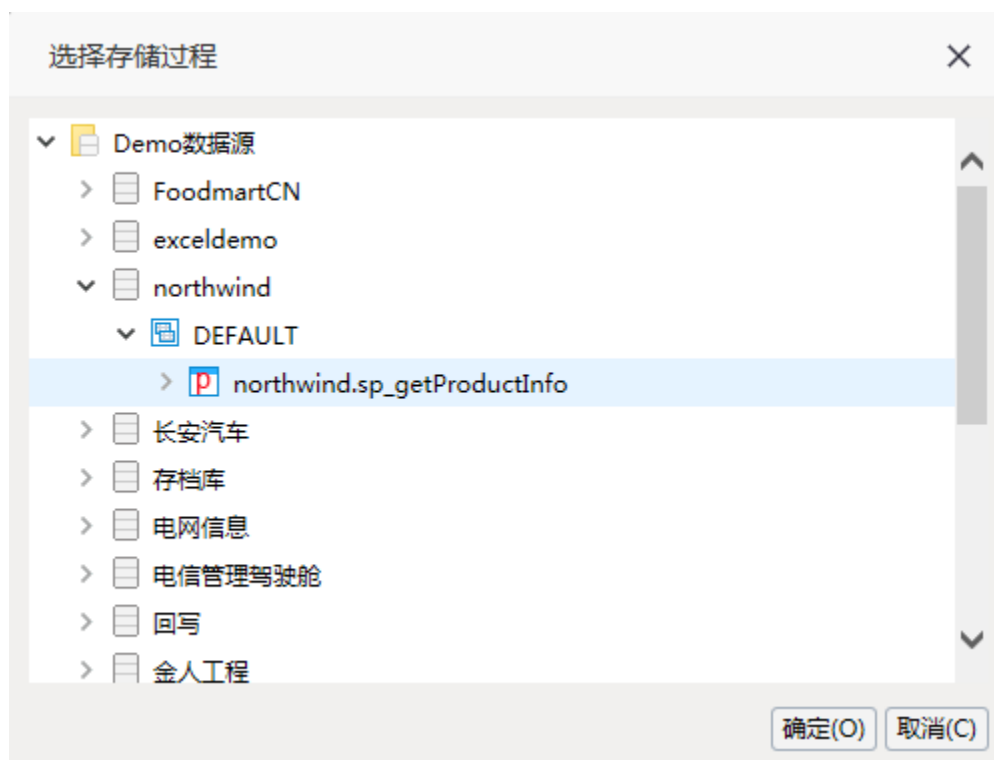 选择存储过程
Demo数据源
FoodmartCN
exceldemo
northwind
DEFAULT
northwind.sp_getProductInfo
长安汽车
存档库
电网信息
电信管理驾驶舱
回写
金人工程
确定(O) 取消(C)